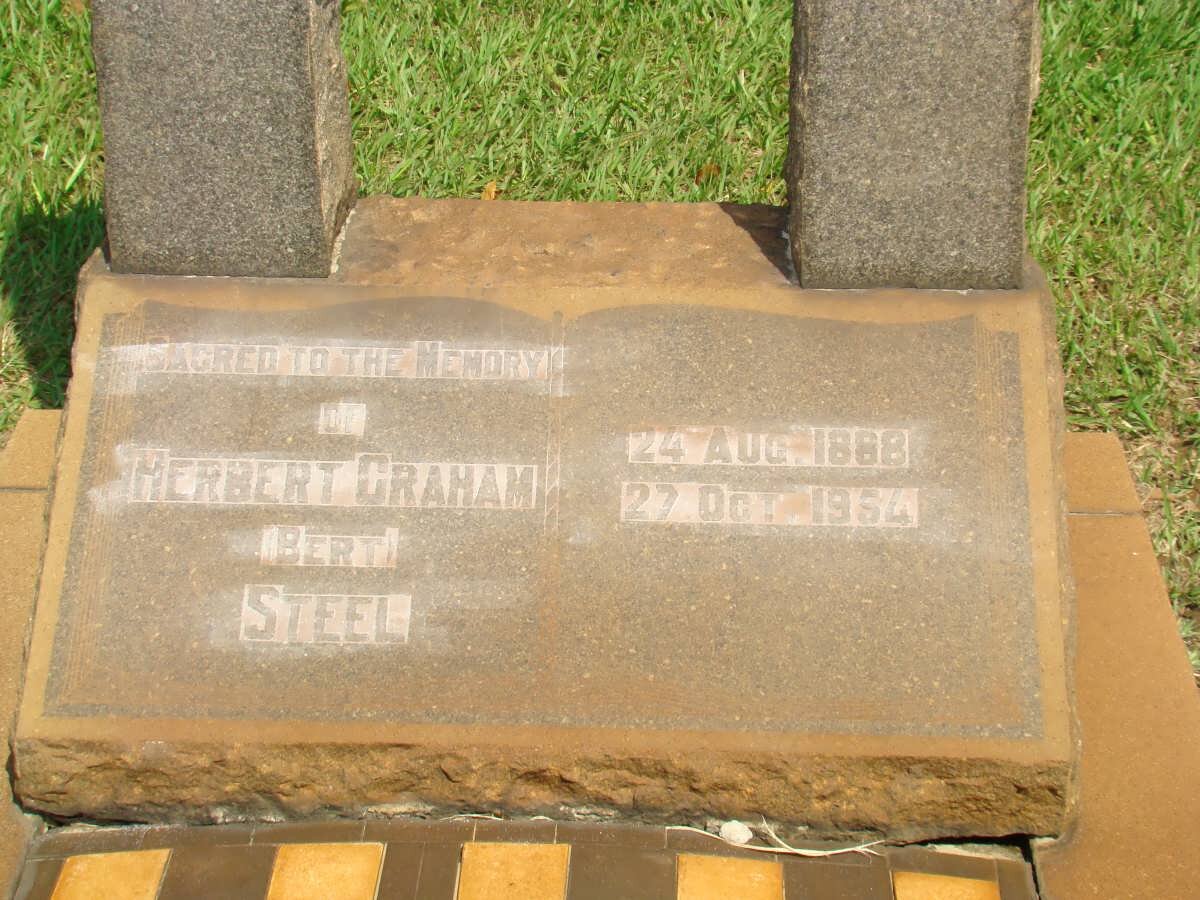 Sacred to the Memory
of
Herbert Graham
(Bert)
Steel
24 Aug. 1888
27 Oct. 1954